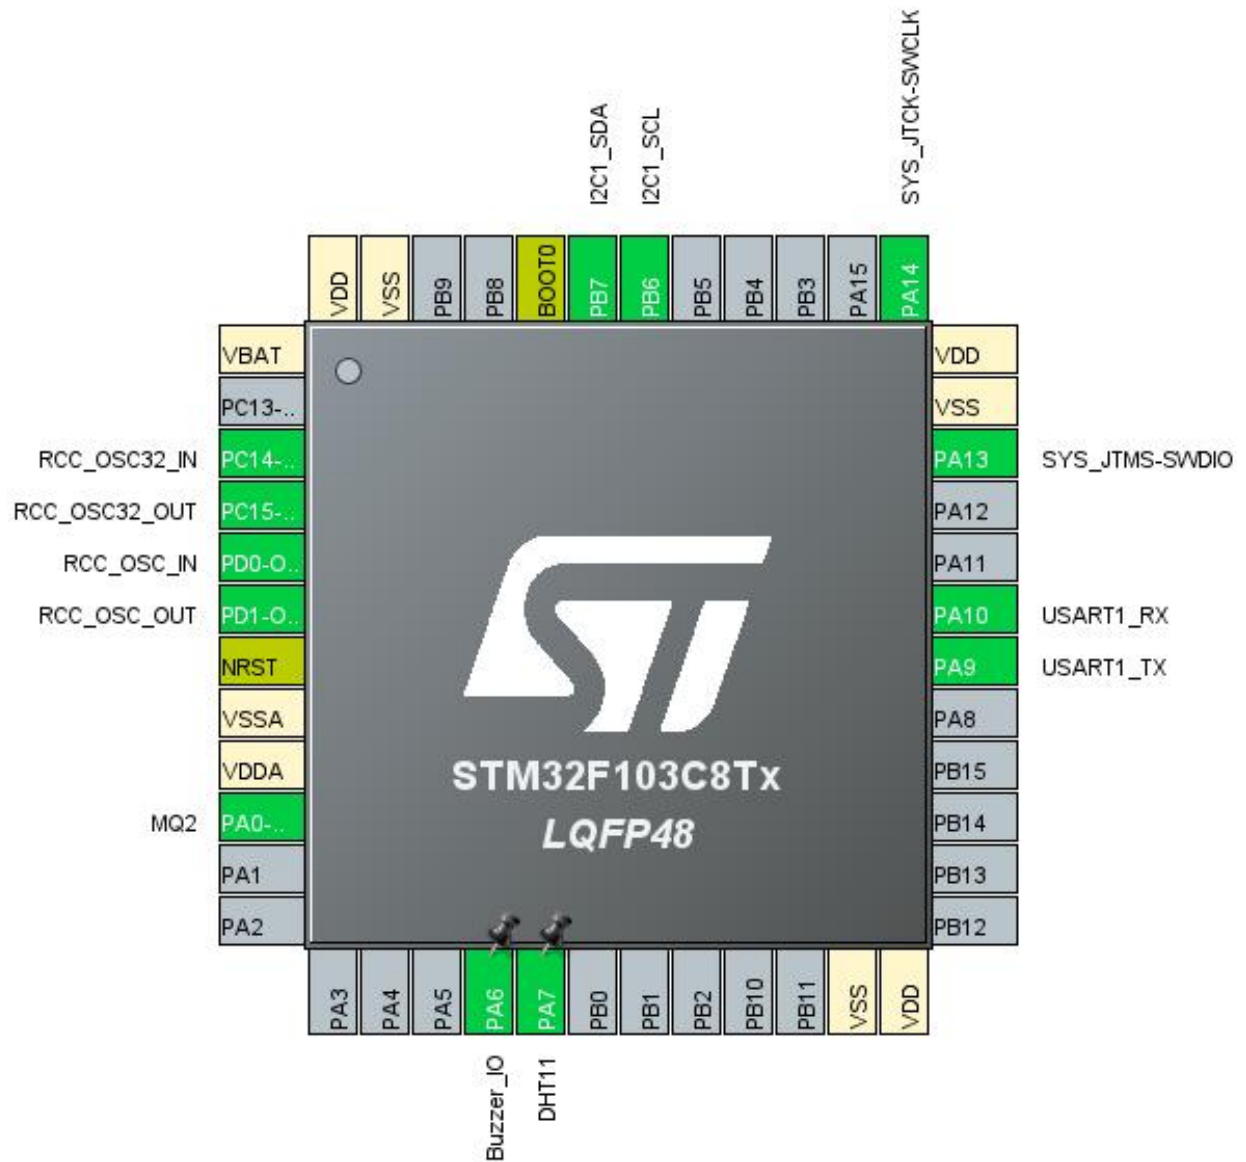 SYS_JTCK-SWCLK
I2C1_SDA
I2C1_SCL
VDD
VSS
PB9
PB8
BOOT0
PB7
PB6
PB5
PB4
PB3
PA15
PA14
VBAT
VDD
PC13-..
VSS
RCC_OSC32_IN PC14-..
PA13 SYS_JTMS-SWDIO
RCC_OSC32_OUT PC15-..
PA12
RCC_OSC_IN PD0-O..
PA11
RCC_OSC_OUT PD1-O..
PA10 USART1_RX
NRST
PA9 USART1_TX
VSSA
PA8
VDDA
PB15
MQ2 PA0-..
PB14
PA1
PB13
PA2
PB12
ST
STM32F103C8Tx
LQFP48
PA3
PA4
PA5
PA6
PA7
PB0
PB1
PB2
PB10
PB11
VSS
VDD
Buzzer_IO
DHT11